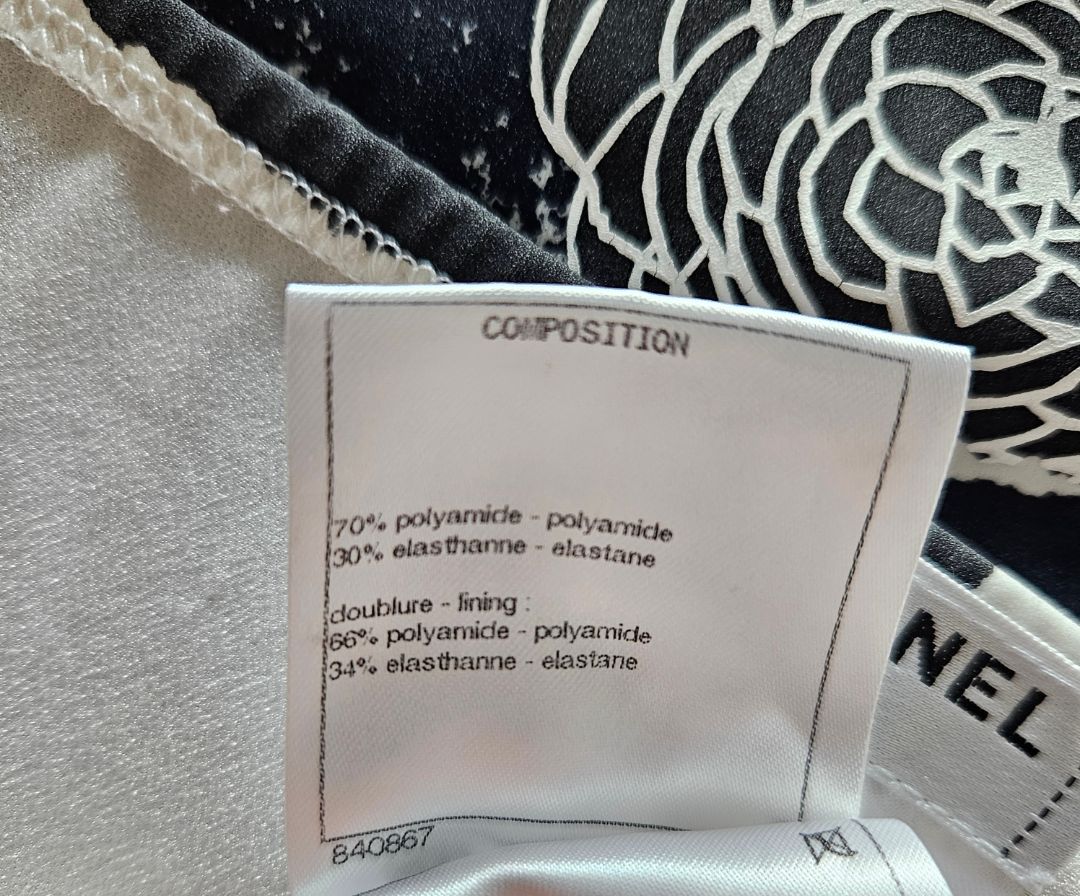 COMPOSITION
70% polyamide - polyamide
30% elasthanne - elastane
doublure - lining :
66% polyamide - polyamide
34% elasthanne - elastane
840867
NEL